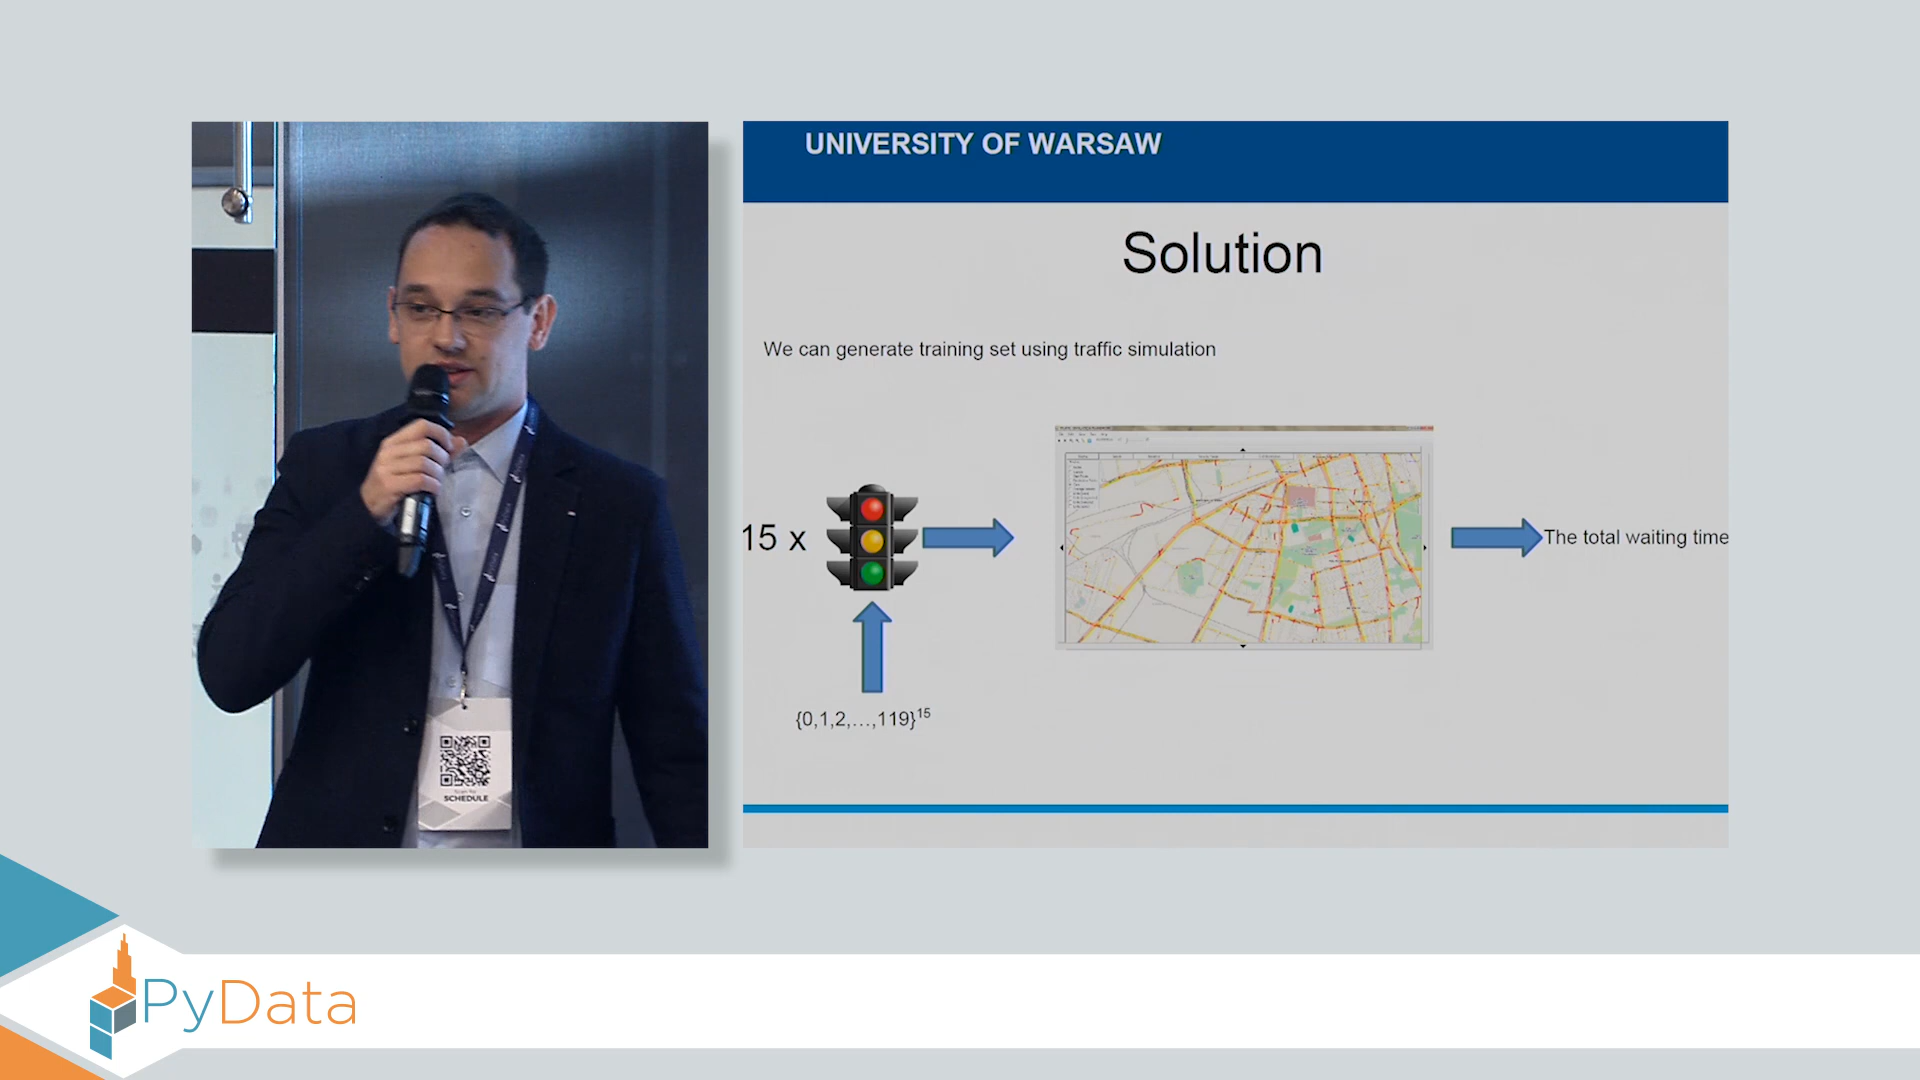 UNIVERSITY OF WARSAW
Solution
We can generate training set using traffic simulation
15 x
The total waiting time
{0,1,2,...,119}¹⁵
SCHEDULE
PyData